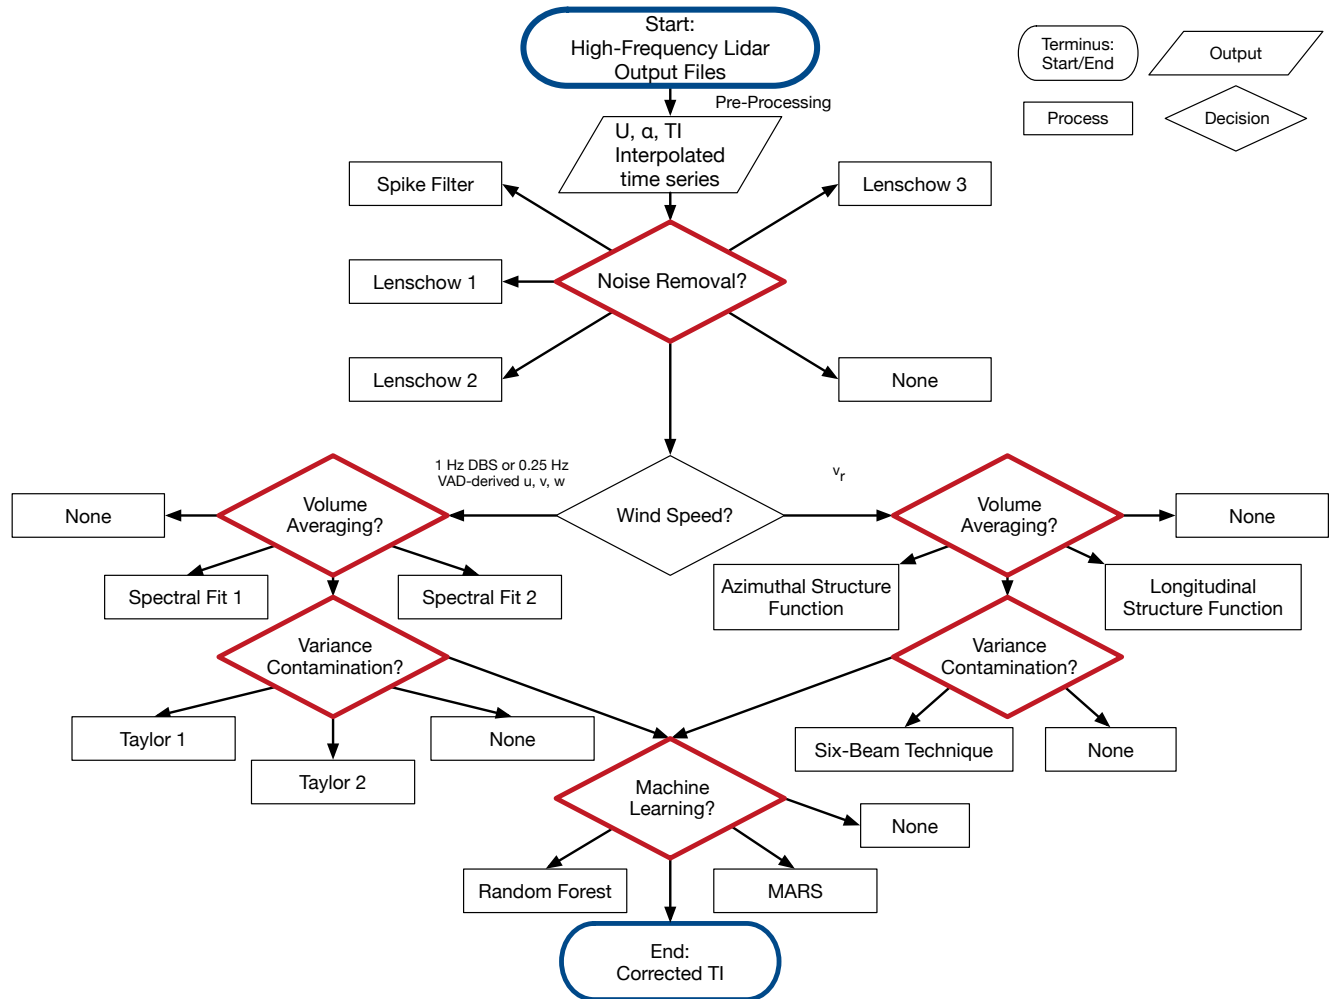 Start:
High-Frequency Lidar
Output Files
Terminus:
Start/End
Output
Process
Decision
Pre-Processing
U, α, TI
Interpolated
time series
Spike Filter
Lenschow 3
Noise Removal?
Lenschow 1
Lenschow 2
None
1 Hz DBS or 0.25 Hz
VAD-derived u, v, w
vr
Volume
Averaging?
None
Wind Speed?
Volume
Averaging?
None
Spectral Fit 1
Spectral Fit 2
Azimuthal Structure
Function
Longitudinal
Structure Function
Variance
Contamination?
Variance
Contamination?
Taylor 1
None
Taylor 2
Six-Beam Technique
None
Machine
Learning?
None
Random Forest
MARS
End:
Corrected TI